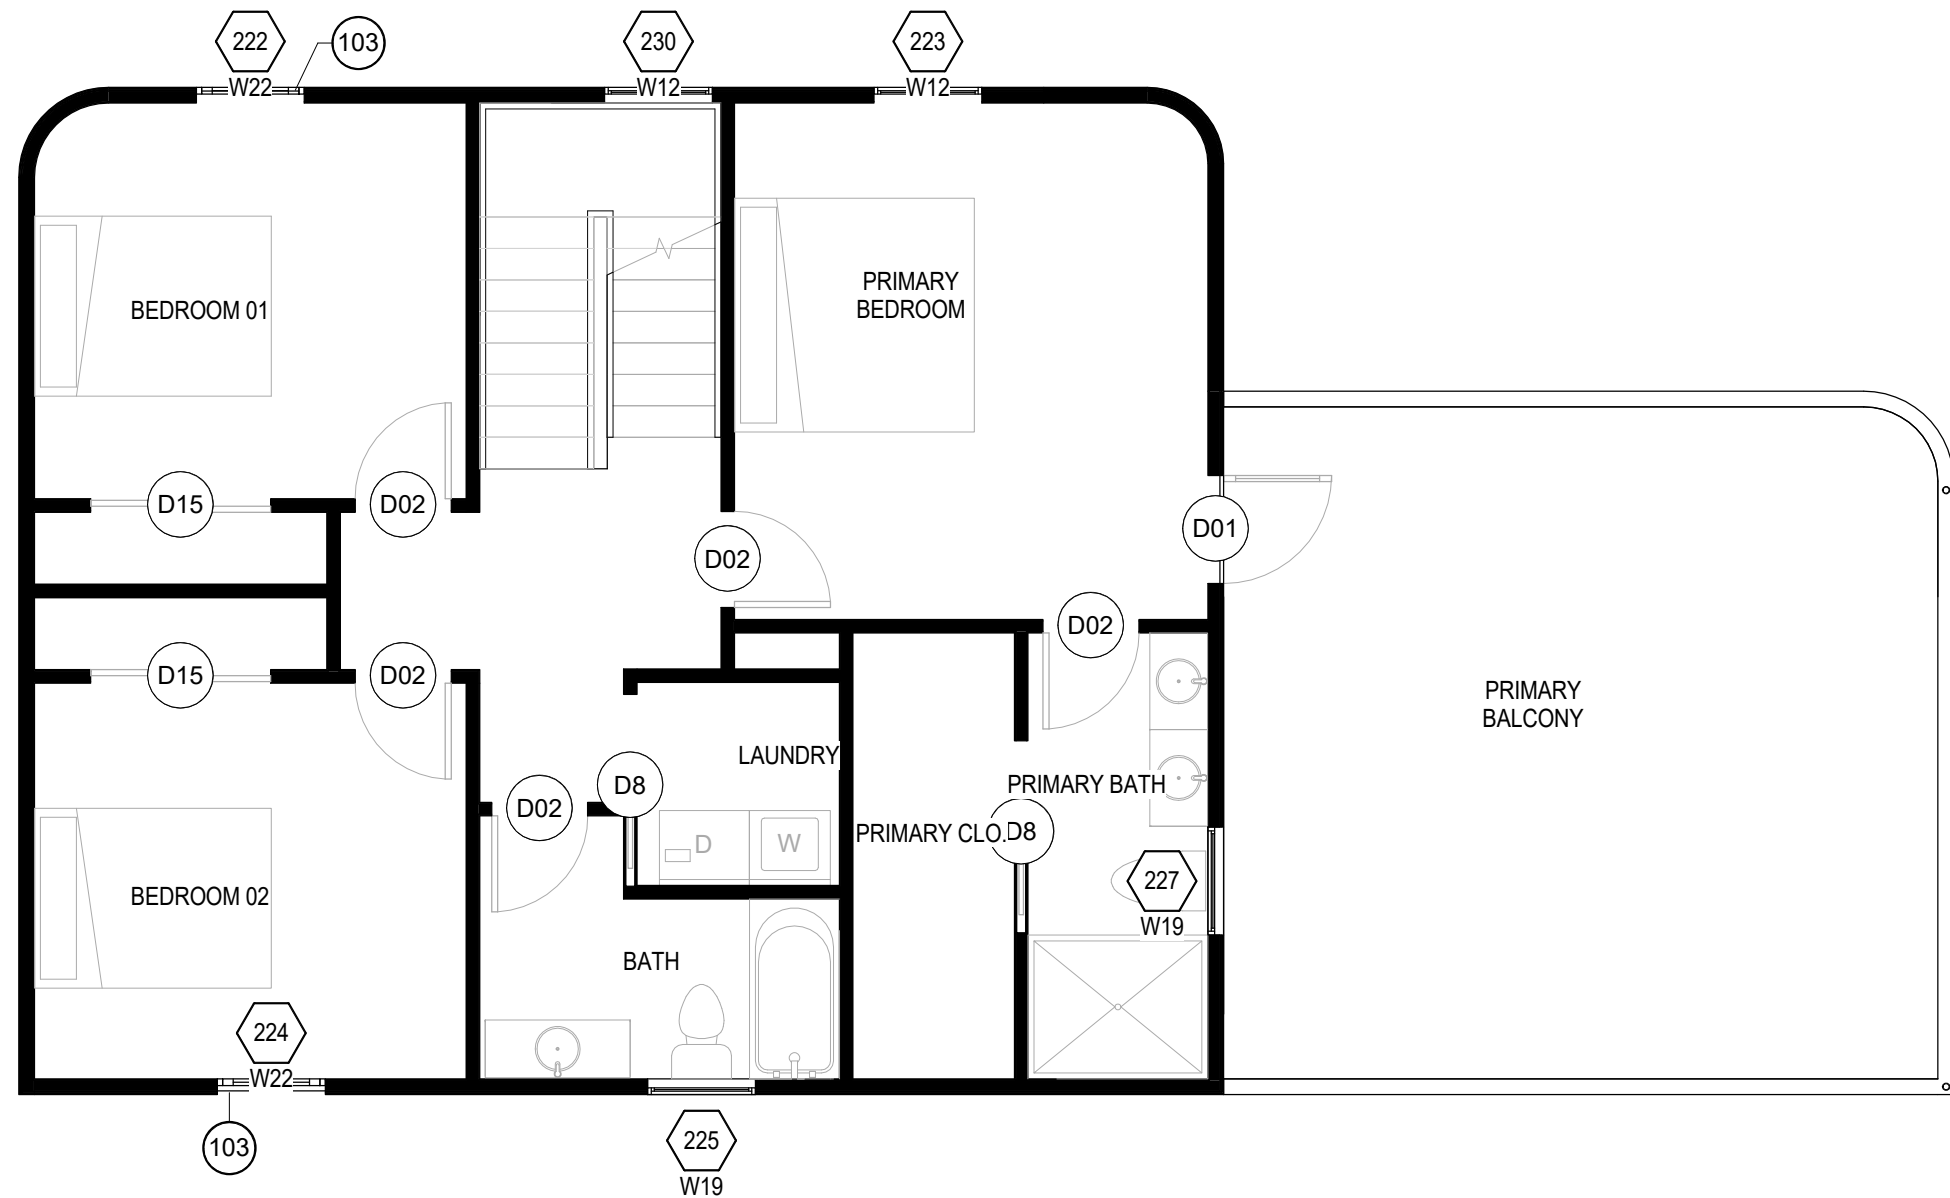 222
103
230
223
W22
W12
W12
BEDROOM 01
PRIMARY
BEDROOM
D15
D02
D02
D01
D02
D15
D02
PRIMARY
BALCONY
LAUNDRY
D8
D02
PRIMARY BATH
PRIMARY CLO.
D8
D
W
227
W19
BEDROOM 02
BATH
224
W22
103
225
W19